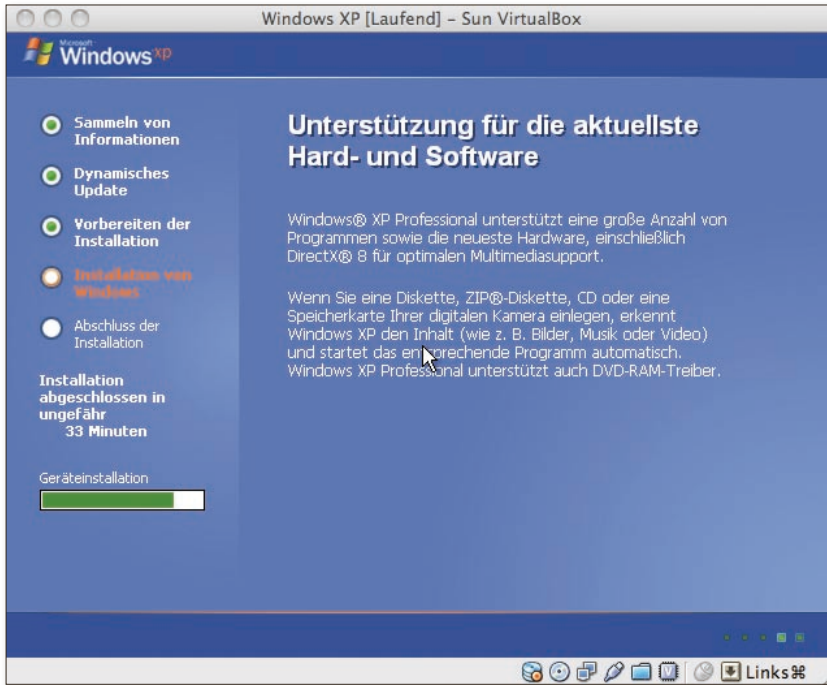 Windows XP [Laufend] – Sun VirtualBox
Microsoft
Windows xp
Sammeln von
Informationen
Dynamisches
Update
Vorbereiten der
Installation
Installation von
Windows
Abschluss der
Installation
Installation
abgeschlossen in
ungefähr
33 Minuten
Geräteinstallation
Unterstützung für die aktuellste
Hard- und Software
Windows® XP Professional unterstützt eine große Anzahl von
Programmen sowie die neueste Hardware, einschließlich
DirectX® 8 für optimalen Multimediasupport.
Wenn Sie eine Diskette, ZIP®-Diskette, CD oder eine
Speicherkarte Ihrer digitalen Kamera einlegen, erkennt
Windows XP den Inhalt (wie z. B. Bilder, Musik oder Video)
und startet das entsprechende Programm automatisch.
Windows XP Professional unterstützt auch DVD-RAM-Treiber.
Links⌘